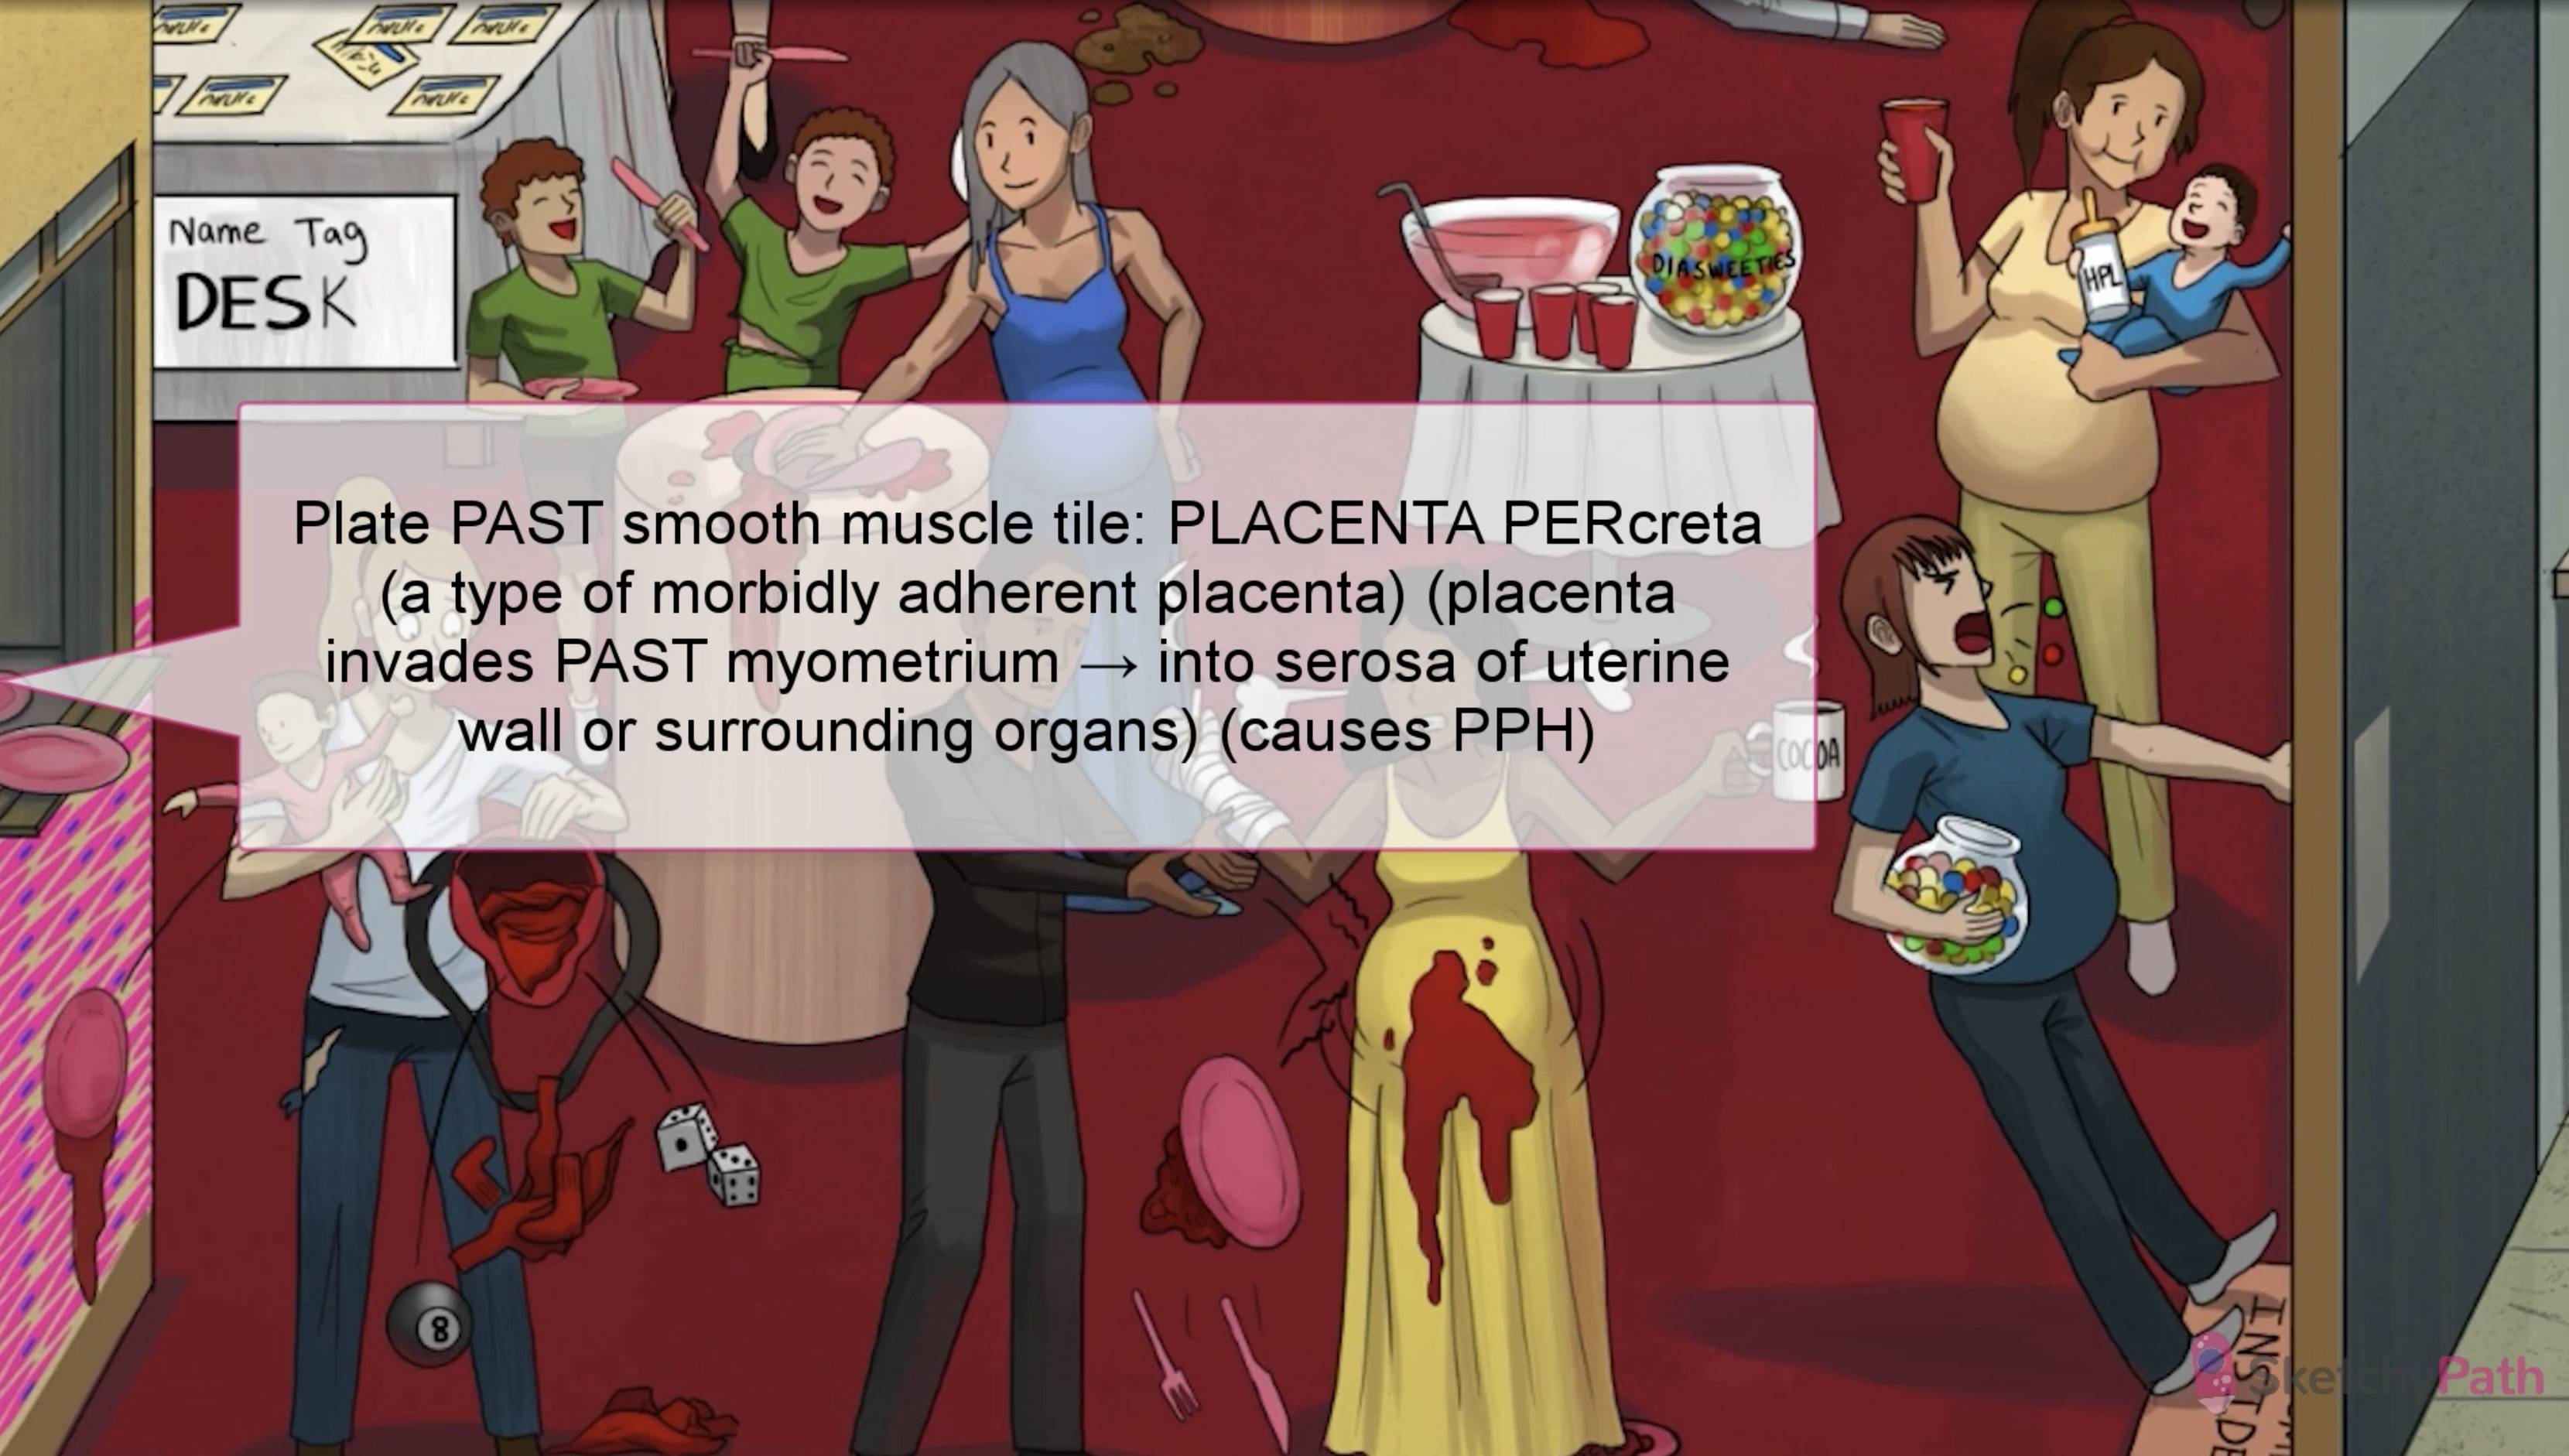 Name Tag
DESK
DIASWEETIES
HPL
Plate PAST smooth muscle tile: PLACENTA PERcreta
(a type of morbidly adherent placenta) (placenta
invades PAST myometrium → into serosa of uterine
wall or surrounding organs) (causes PPH)
COCOA
8
SketchyPath